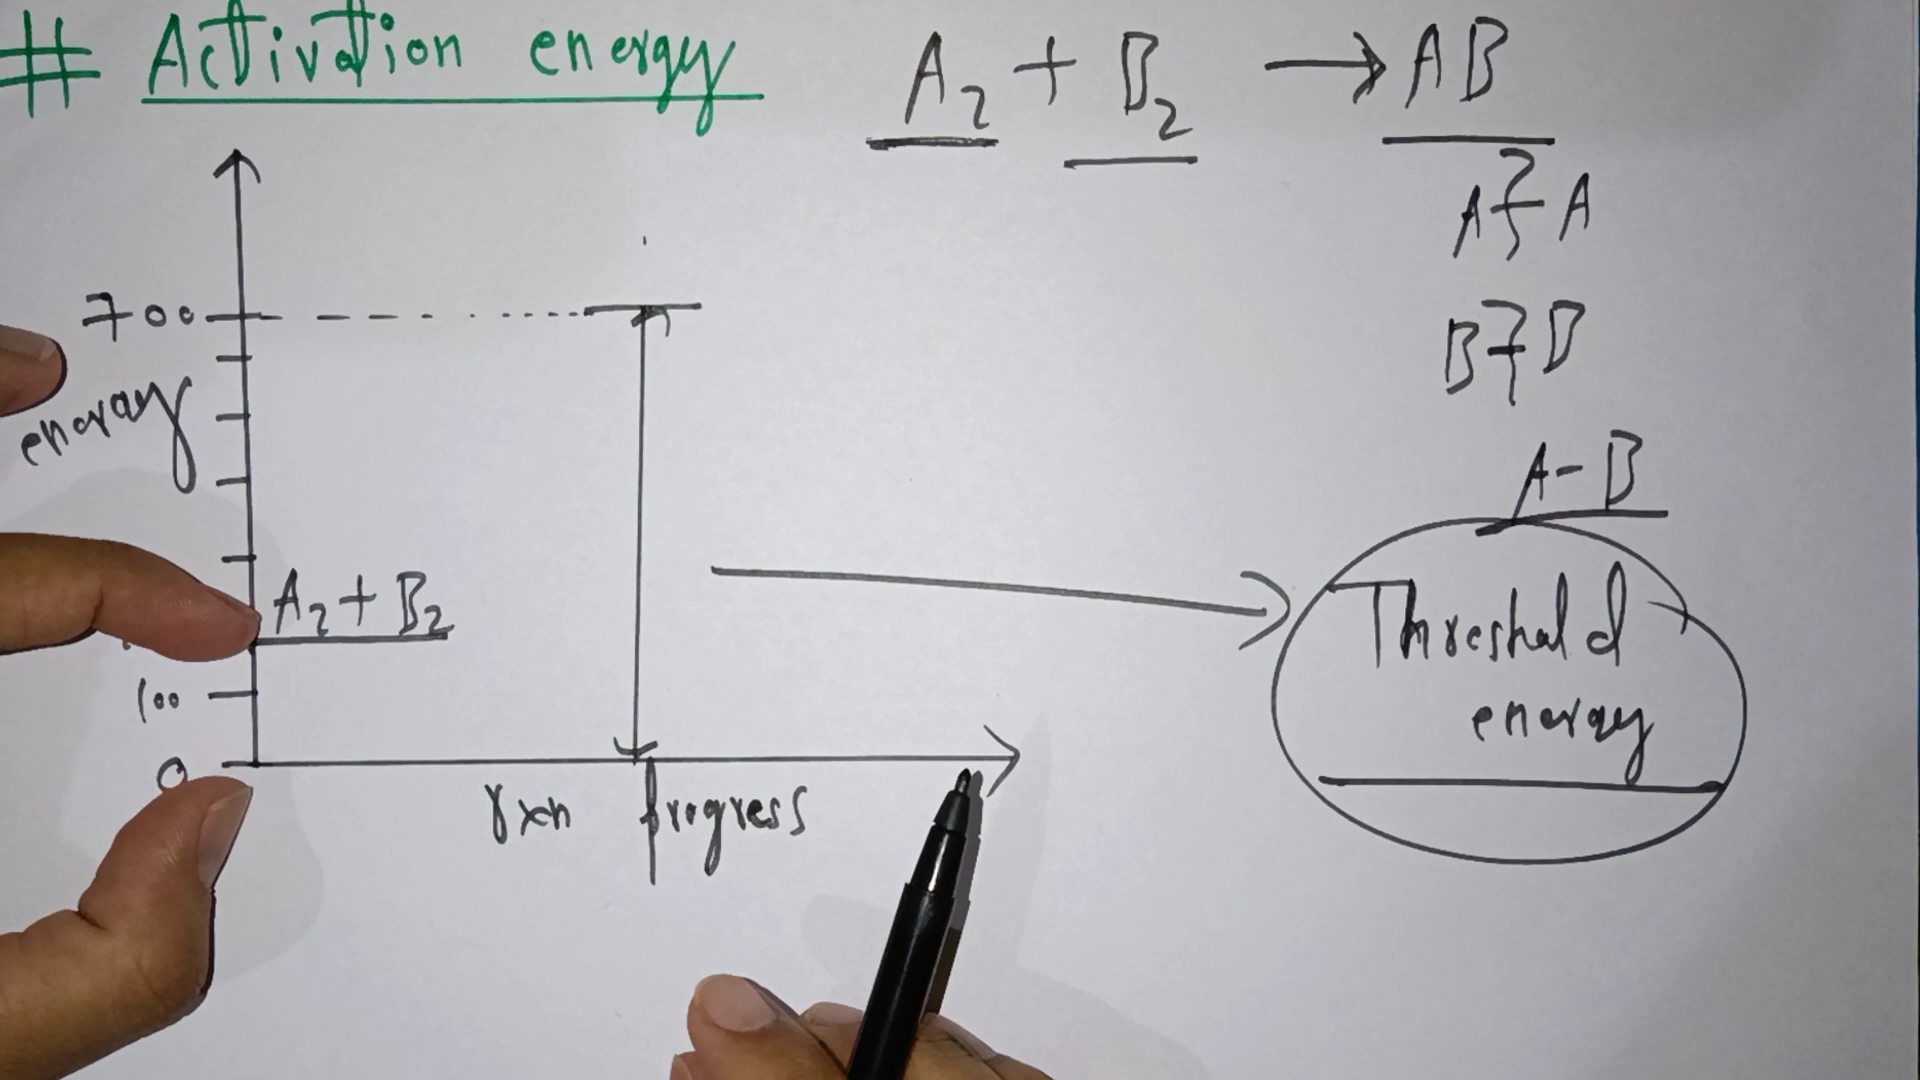 # Activation energy
A₂ + B₂ → AB
A-A
B-B
A-B
700
energy
A₂ + B₂
100
0
rxn progress
Threshold
energy